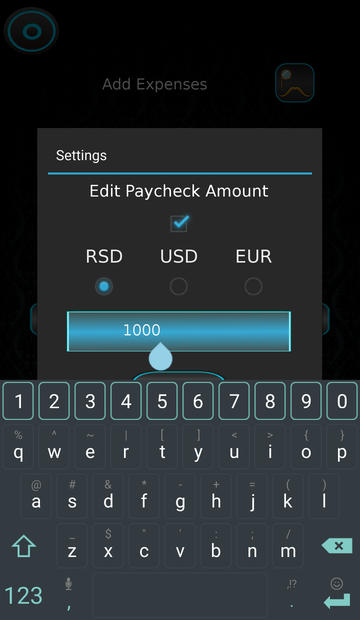 Add Expenses
Settings
Edit Paycheck Amount
RSD USD EUR
1000
1 2 3 4 5 6 7 8 9 0
% ^ ~ | [ ] < > { }
q w e r t y u i o p
@ # & * - + = ( )
a s d f g h j k l
_ $ " ' : ; /
z x c v b n m
,!?
123 , .